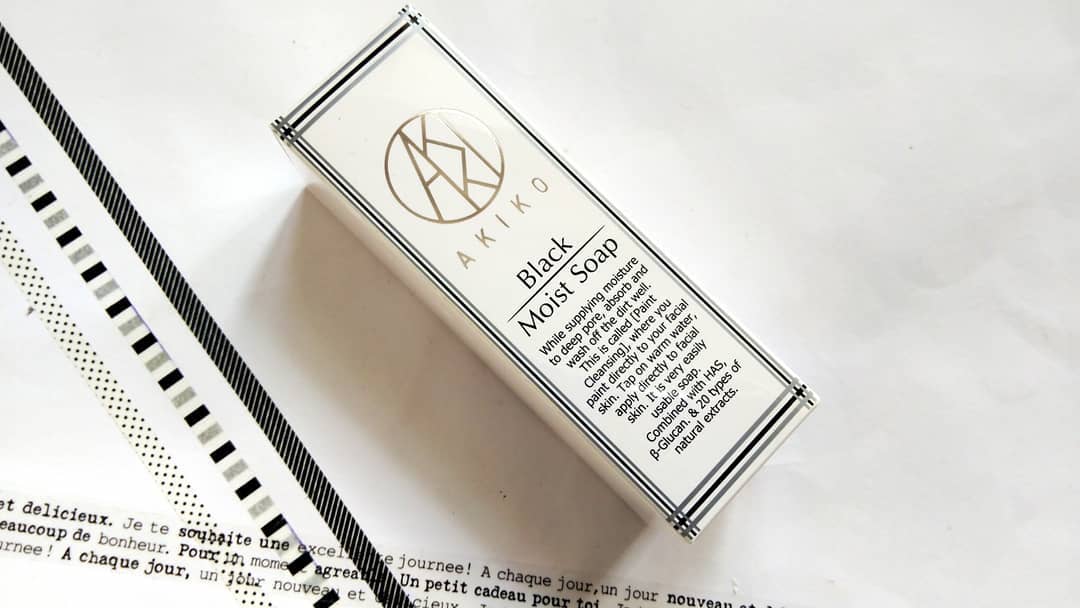 AKIKO
AKIKO
Black
Moist Soap
While supplying moisture
to deep pore, absorb and
wash off the dirt well.
This is called [Paint
Cleansing], where you
paint directly to your facial
skin. Tap on warm water,
apply directly to facial
skin. It is very easily
usable soap.
Combined with HAS,
β-Glucan. & 20 types of
natural extracts.
et delicieux. Je te souhaite une excellente journee! A chaque jour,un jour nouveau et
beaucoup de bonheur. Pour un moment agreable. Un petit cadeau pour toi.
journee! A chaque jour, un jour nouveau et delicieux.